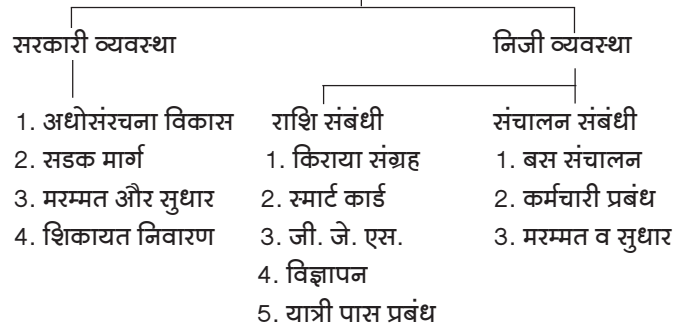 सरकारी व्यवस्था
निजी व्यवस्था
1. अधोसंरचना विकास
2. सडक मार्ग
3. मरम्मत और सुधार
4. शिकायत निवारण
राशि संबंधी
1. किराया संग्रह
2. स्मार्ट कार्ड
3. जी. जे. एस.
4. विज्ञापन
5. यात्री पास प्रबंध
संचालन संबंधी
1. बस संचालन
2. कर्मचारी प्रबंध
3. मरम्मत व सुधार